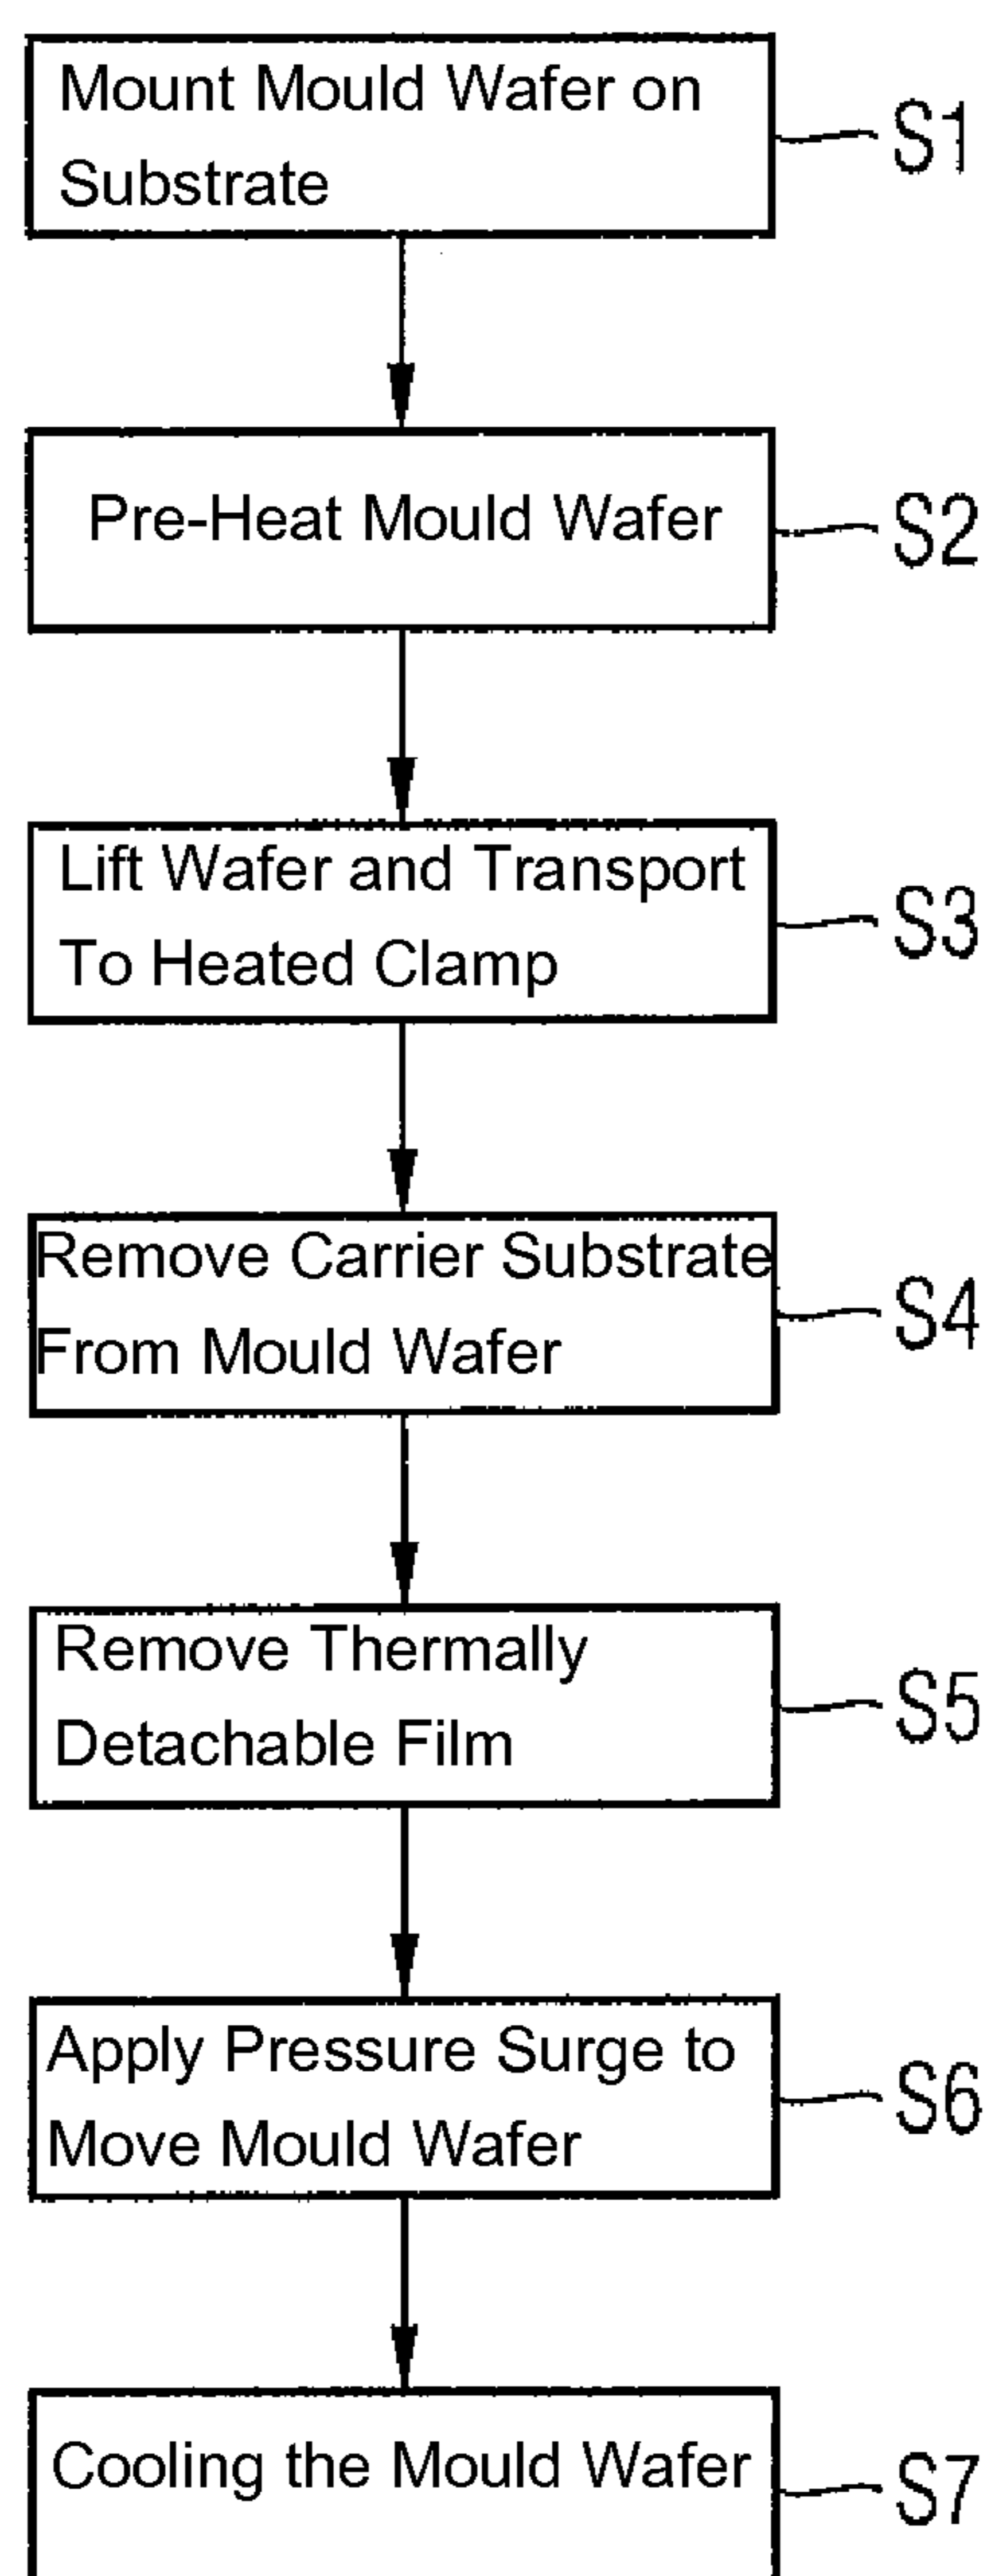 Mount Mould Wafer on
Substrate
S1
Pre-Heat Mould Wafer
S2
Lift Wafer and Transport
To Heated Clamp
S3
Remove Carrier Substrate
From Mould Wafer
S4
Remove Thermally
Detachable Film
S5
Apply Pressure Surge to
Move Mould Wafer
S6
Cooling the Mould Wafer
S7